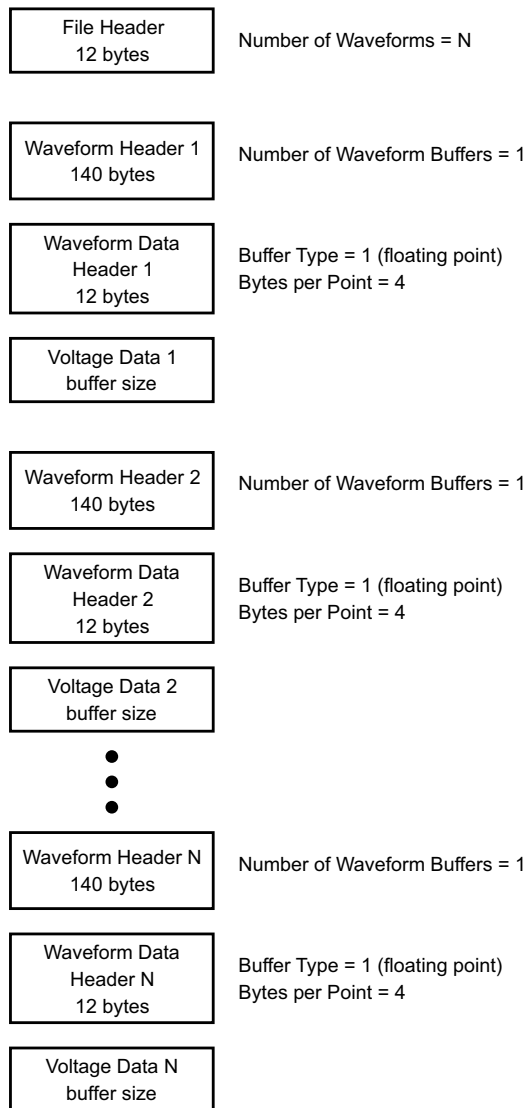 File Header
12 bytes
Number of Waveforms = N
Waveform Header 1
140 bytes
Number of Waveform Buffers = 1
Waveform Data
Header 1
12 bytes
Buffer Type = 1 (floating point)
Bytes per Point = 4
Voltage Data 1
buffer size
Waveform Header 2
140 bytes
Number of Waveform Buffers = 1
Waveform Data
Header 2
12 bytes
Buffer Type = 1 (floating point)
Bytes per Point = 4
Voltage Data 2
buffer size
Waveform Header N
140 bytes
Number of Waveform Buffers = 1
Waveform Data
Header N
12 bytes
Buffer Type = 1 (floating point)
Bytes per Point = 4
Voltage Data N
buffer size